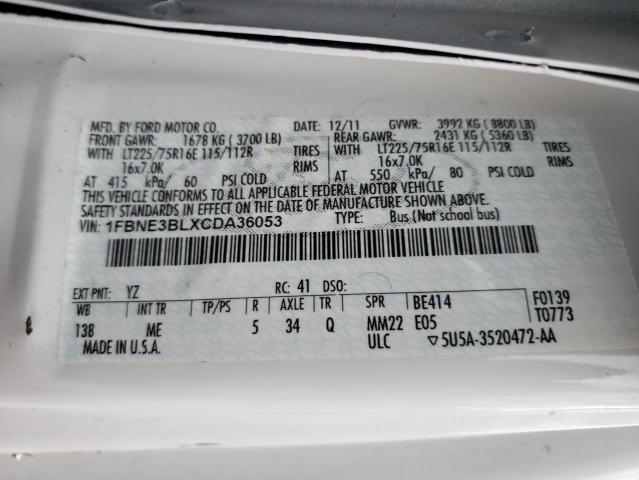 MFD. BY FORD MOTOR CO. DATE: 12/11 GVWR: 3992 KG ( 8800 LB)
FRONT GAWR: 1678 KG ( 3700 LB) REAR GAWR: 2431 KG ( 5360 LB)
WITH LT225/75R16E 115/112R TIRES WITH LT225/75R16E 115/112R TIRES
16x7.0K RIMS 16x7.0K RIMS
AT 415 kPa/ 60 PSI COLD AT 550 kPa/ 80 PSI COLD
THIS VEHICLE CONFORMS TO ALL APPLICABLE FEDERAL MOTOR VEHICLE
SAFETY STANDARDS IN EFFECT ON THE DATE OF MANUFACTURE SHOWN ABOVE.
VIN: 1FBNE3BLXCDA36053 TYPE: Bus (Not school bus)
EXT PNT: YZ RC: 41 DSO:
WB INT TR TP/PS R AXLE TR SPR BE414 F0139
138 ME 5 34 Q MM22 E05 T0773
MADE IN U.S.A. ULC ▽5U5A-3520472-AA